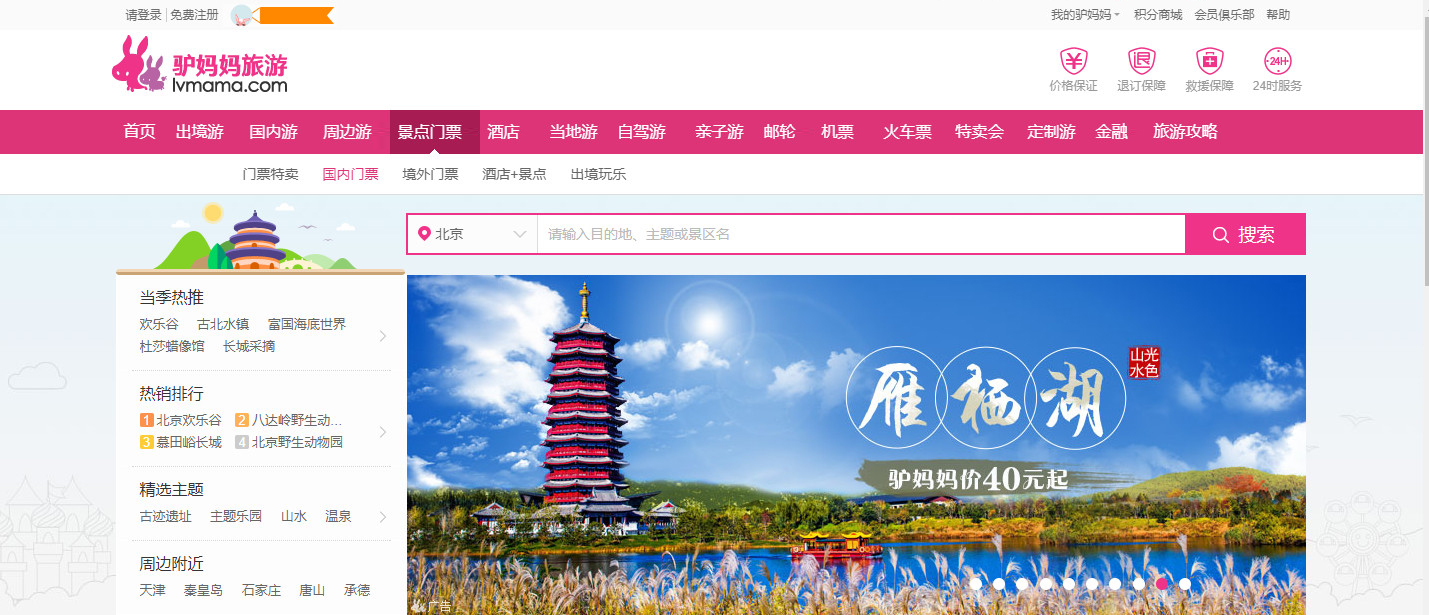 请登录 免费注册 我的驴妈妈 积分商城 会员俱乐部 帮助
驴妈妈旅游
lvmama.com
价格保证 退订保障 救援保障 24H 24时服务
首页 出境游 国内游 周边游 景点门票 酒店 当地游 自驾游 亲子游 邮轮 机票 火车票 特卖会 定制游 金融 旅游攻略
门票特卖 国内门票 境外门票 酒店+景点 出境玩乐
北京 请输入目的地、主题或景区名 搜索
当季热推
欢乐谷 古北水镇 富国海底世界
杜莎蜡像馆 长城采摘
热销排行
1 北京欢乐谷 2 八达岭野生动...
3 慕田峪长城 4 北京野生动物园
精选主题
古迹遗址 主题乐园 山水 温泉
周边附近
天津 秦皇岛 石家庄 唐山 承德
雁栖湖
山光
水色
驴妈妈价40元起
广告